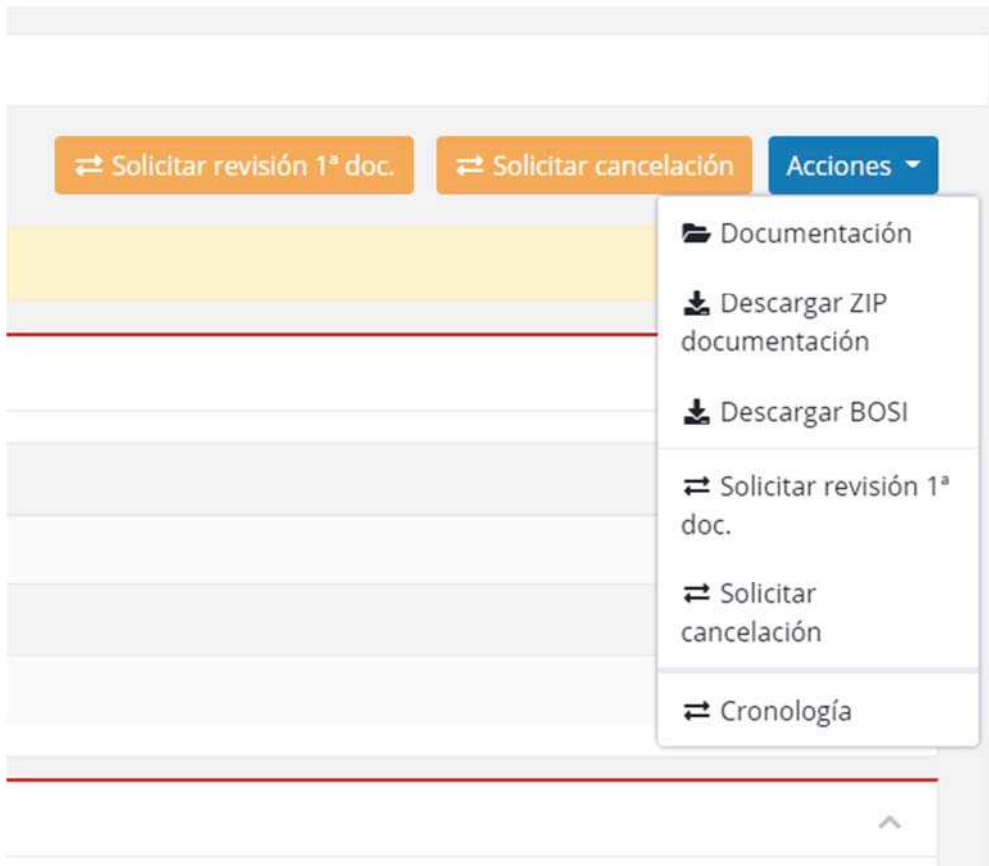 Solicitar revisión 1ª doc.
Solicitar cancelación
Acciones
Documentación
Descargar ZIP
documentación
Descargar BOSI
Solicitar revisión 1ª
doc.
Solicitar
cancelación
Cronología